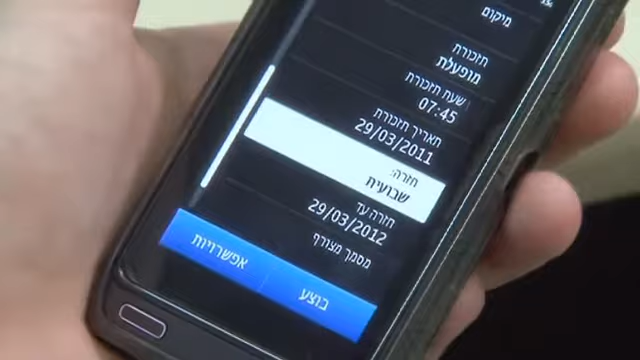 מיקום
תזכורת
מופעלת
שעת תזכורת
07:45
תאריך תזכורת
29/03/2011
חזרה:
שבועית
חזרה עד
29/03/2012
מסמך מצורף
אפשרויות
בוצע